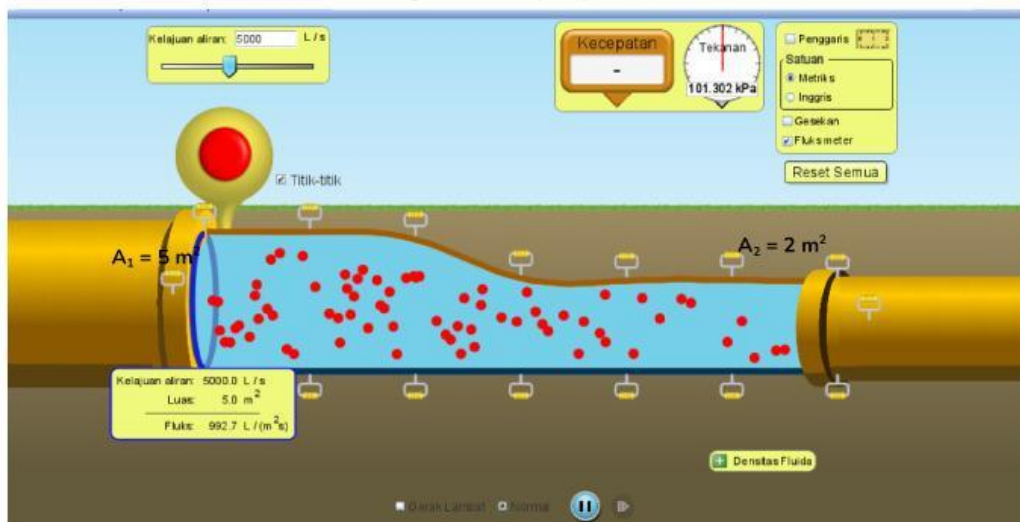 Kelajuan aliran: 5000 L / s
Kecepatan
-
Tekanan
101.302 kPa
Penggaris
Satuan
Metriks
Inggris
Gesekan
Fluks meter
Reset Semua
Titik-titik
A₁ = 5 m²
A₂ = 2 m²
Kelajuan aliran: 5000.0 L / s
Luas: 5.0 m²
Fluks: 992.7 L / (m²s)
Densitas Fluida
Gerak Lambat Normal